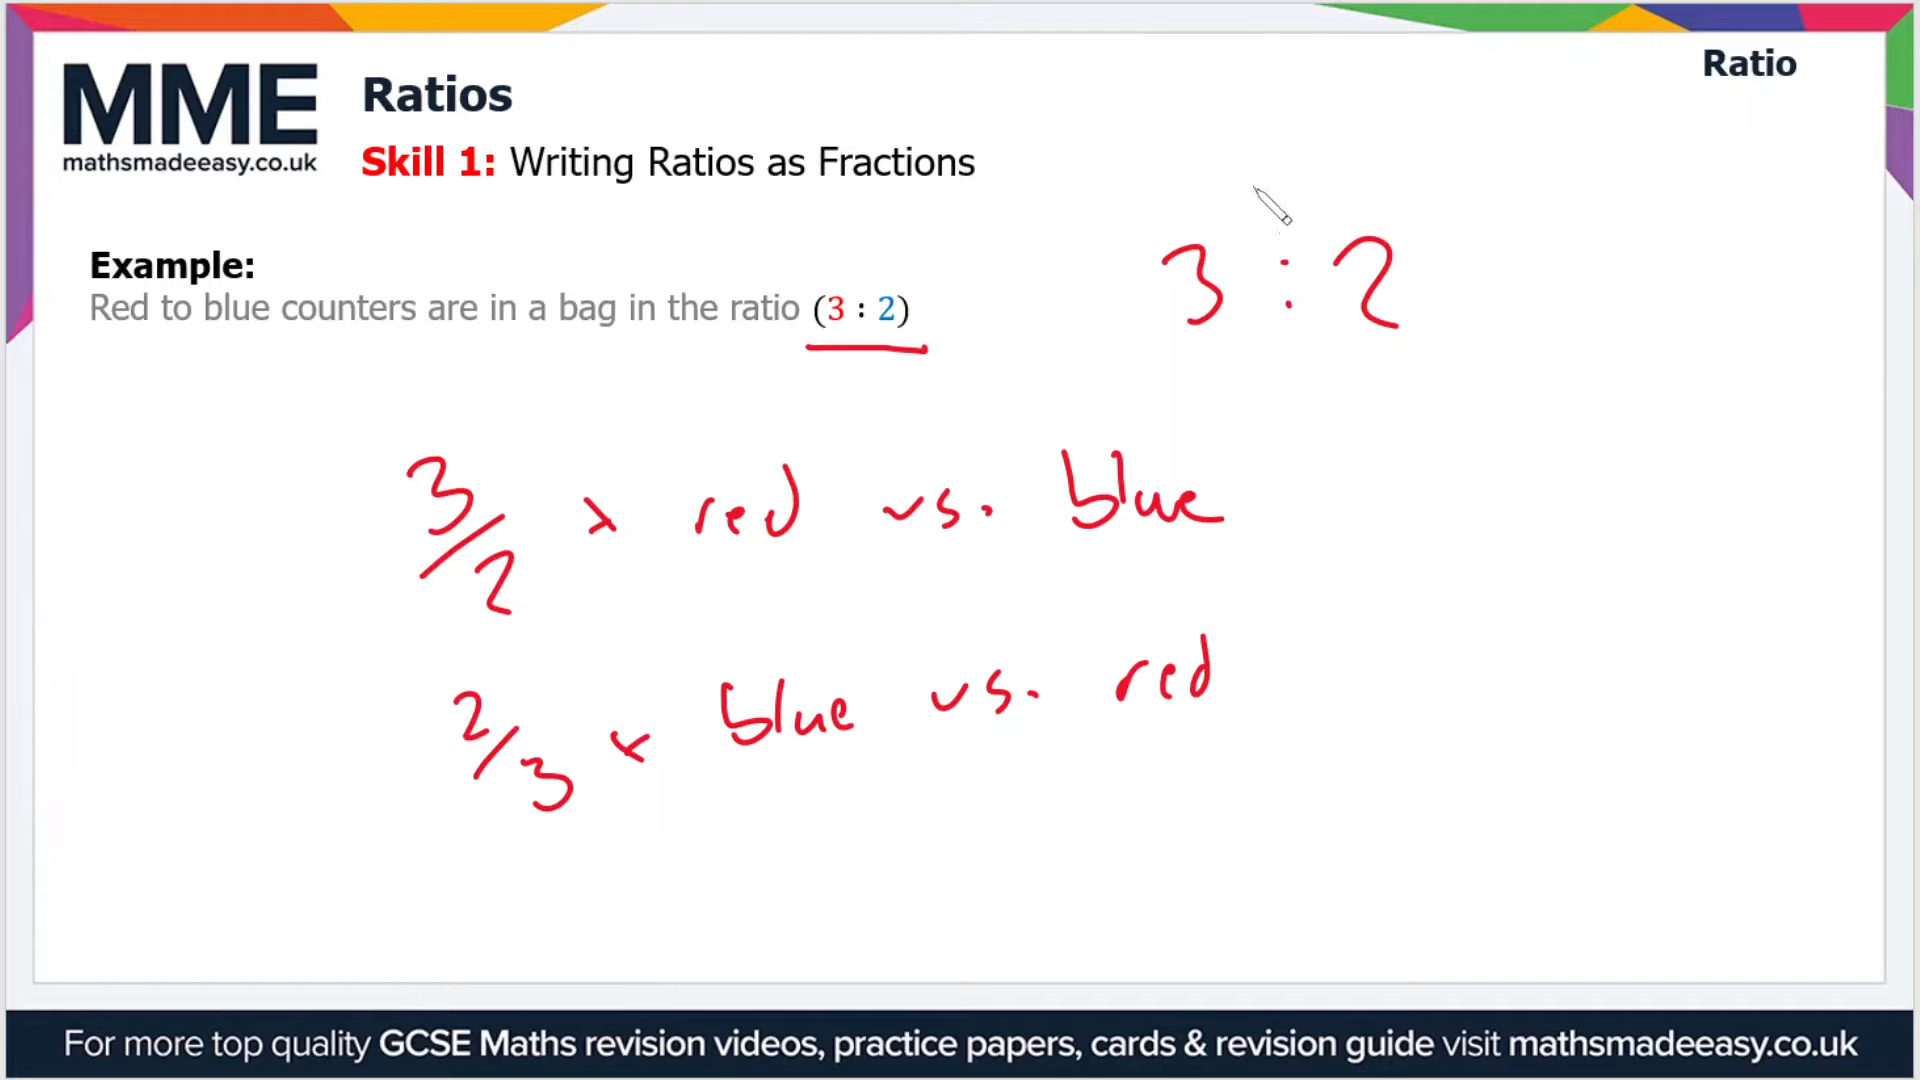 Ratio
MME
mathsmadeeasy.co.uk
Ratios
Skill 1: Writing Ratios as Fractions
Example:
Red to blue counters are in a bag in the ratio (3 : 2)
3 : 2
3/2 x red vs. blue
2/3 x blue vs. red
For more top quality GCSE Maths revision videos, practice papers, cards & revision guide visit mathsmadeeasy.co.uk